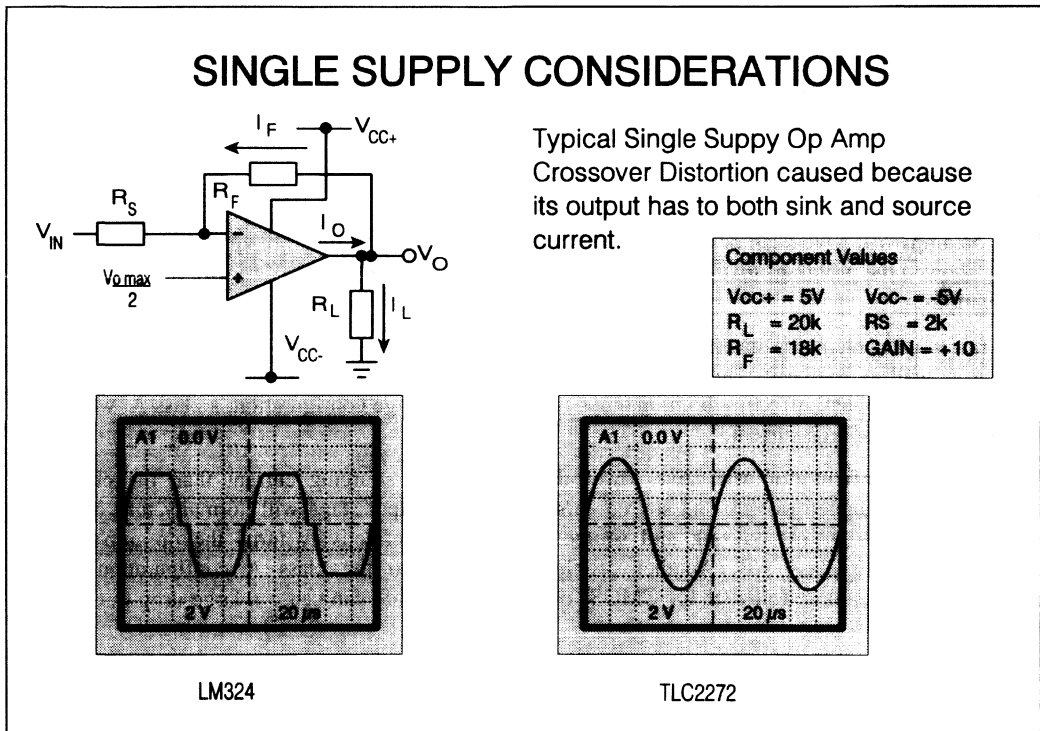 SINGLE SUPPLY CONSIDERATIONS
I F
V CC+
R F
R S
V IN
−
I O
V O
Vo max
2
+
R L
I L
V CC-
Typical Single Suppy Op Amp
Crossover Distortion caused because
its output has to both sink and source
current.
Component Values
Vcc+ = 5V Vcc- = -5V
R L = 20k RS = 2k
R F = 18k GAIN = +10
A1 0.0 V
2 V 20 µs
LM324
A1 0.0 V
2 V 20 µs
TLC2272